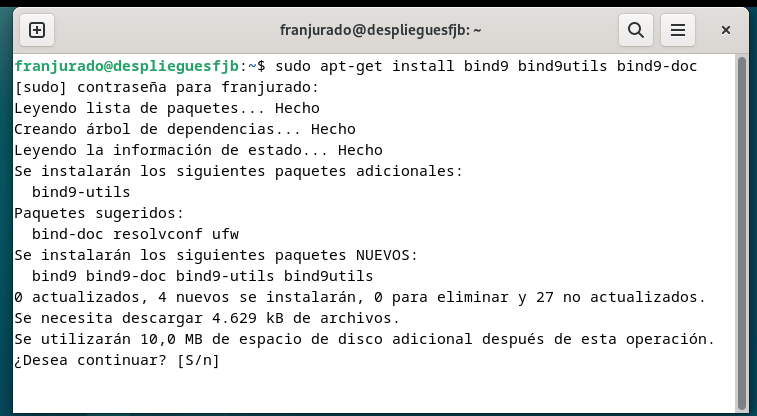 franjurado@desplieguesfjb: ~
franjurado@desplieguesfjb:~$ sudo apt-get install bind9 bind9utils bind9-doc
[sudo] contraseña para franjurado:
Leyendo lista de paquetes... Hecho
Creando árbol de dependencias... Hecho
Leyendo la información de estado... Hecho
Se instalarán los siguientes paquetes adicionales:
  bind9-utils
Paquetes sugeridos:
  bind-doc resolvconf ufw
Se instalarán los siguientes paquetes NUEVOS:
  bind9 bind9-doc bind9-utils bind9utils
0 actualizados, 4 nuevos se instalarán, 0 para eliminar y 27 no actualizados.
Se necesita descargar 4.629 kB de archivos.
Se utilizarán 10,0 MB de espacio de disco adicional después de esta operación.
¿Desea continuar? [S/n]